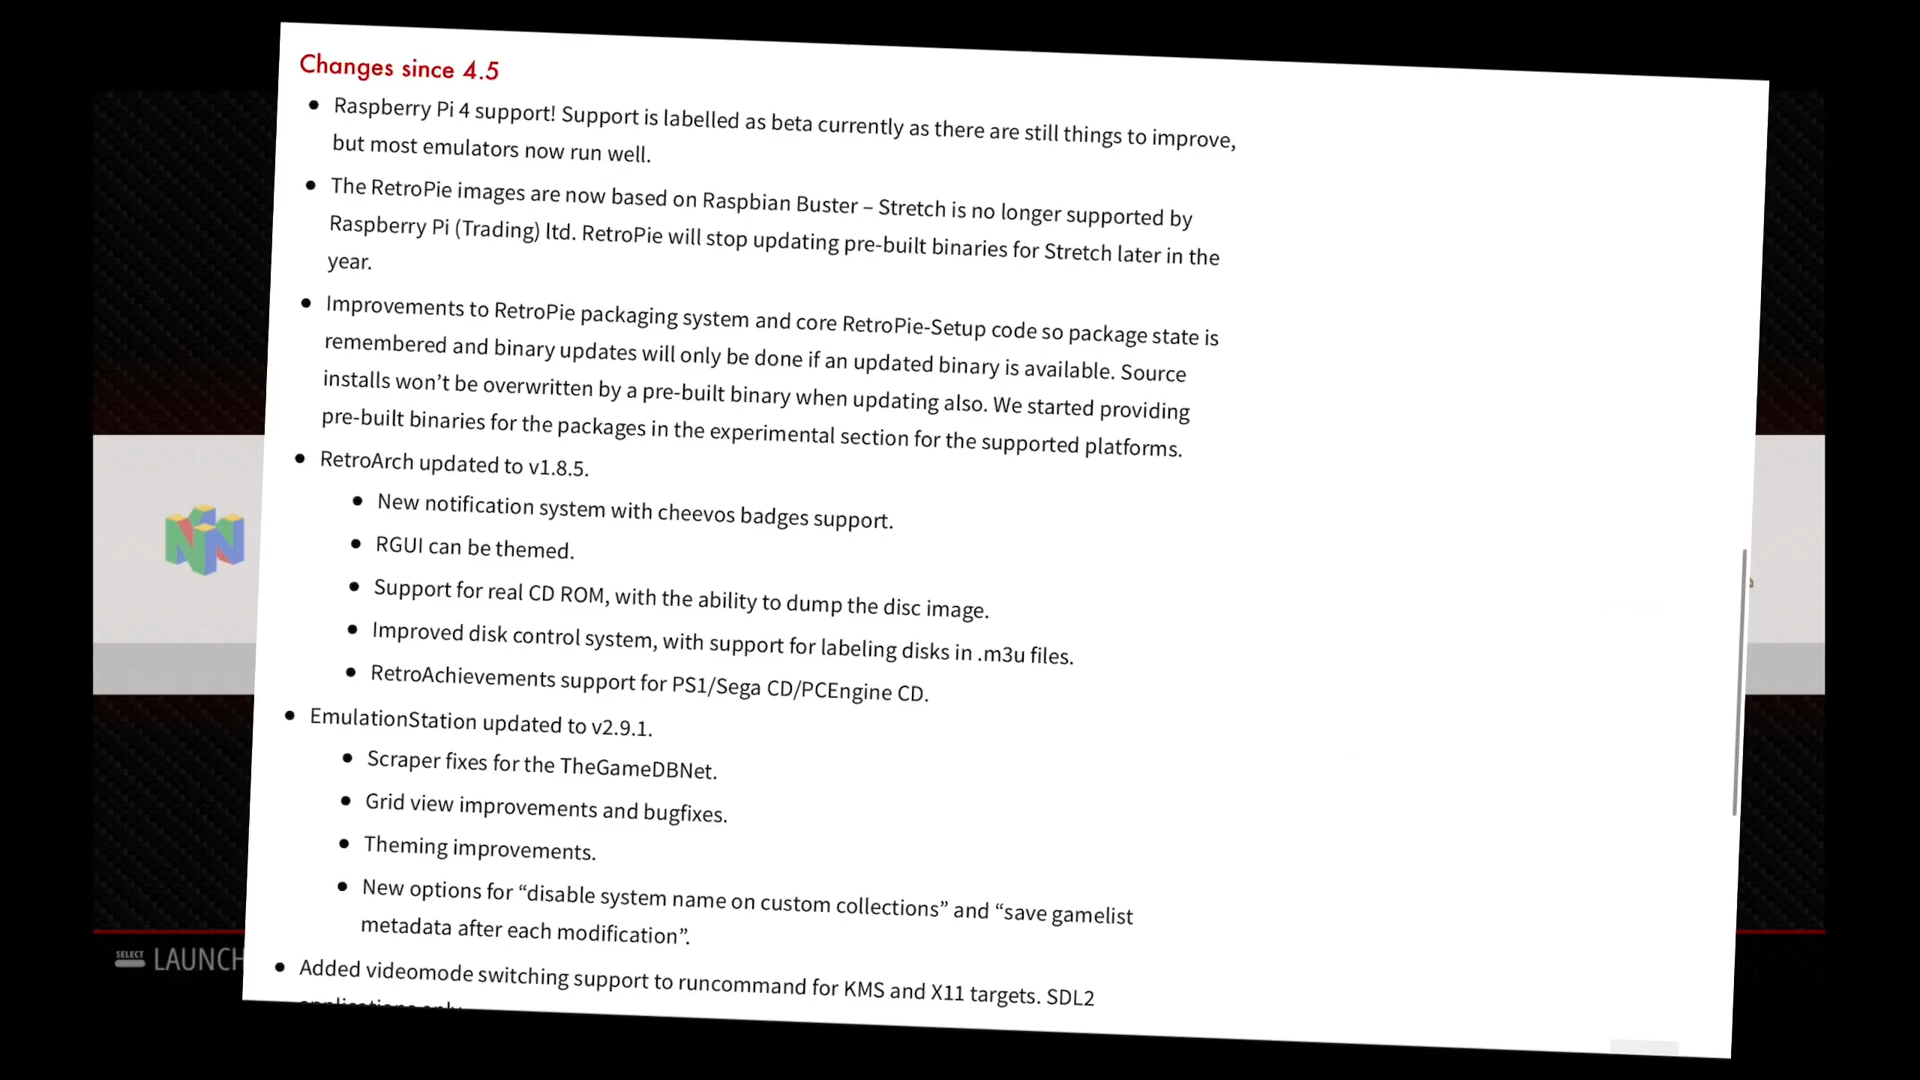 Changes since 4.5
Raspberry Pi 4 support! Support is labelled as beta currently as there are still things to improve,
but most emulators now run well.
The RetroPie images are now based on Raspbian Buster – Stretch is no longer supported by
Raspberry Pi (Trading) ltd. RetroPie will stop updating pre-built binaries for Stretch later in the
year.
Improvements to RetroPie packaging system and core RetroPie-Setup code so package state is
remembered and binary updates will only be done if an updated binary is available. Source
installs won’t be overwritten by a pre-built binary when updating also. We started providing
pre-built binaries for the packages in the experimental section for the supported platforms.
RetroArch updated to v1.8.5.
New notification system with cheevos badges support.
RGUI can be themed.
Support for real CD ROM, with the ability to dump the disc image.
Improved disk control system, with support for labeling disks in .m3u files.
RetroAchievements support for PS1/Sega CD/PCEngine CD.
EmulationStation updated to v2.9.1.
Scraper fixes for the TheGameDBNet.
Grid view improvements and bugfixes.
Theming improvements.
New options for “disable system name on custom collections” and “save gamelist
metadata after each modification”.
Added videomode switching support to runcommand for KMS and X11 targets. SDL2
applications only.
SELECT LAUNCH